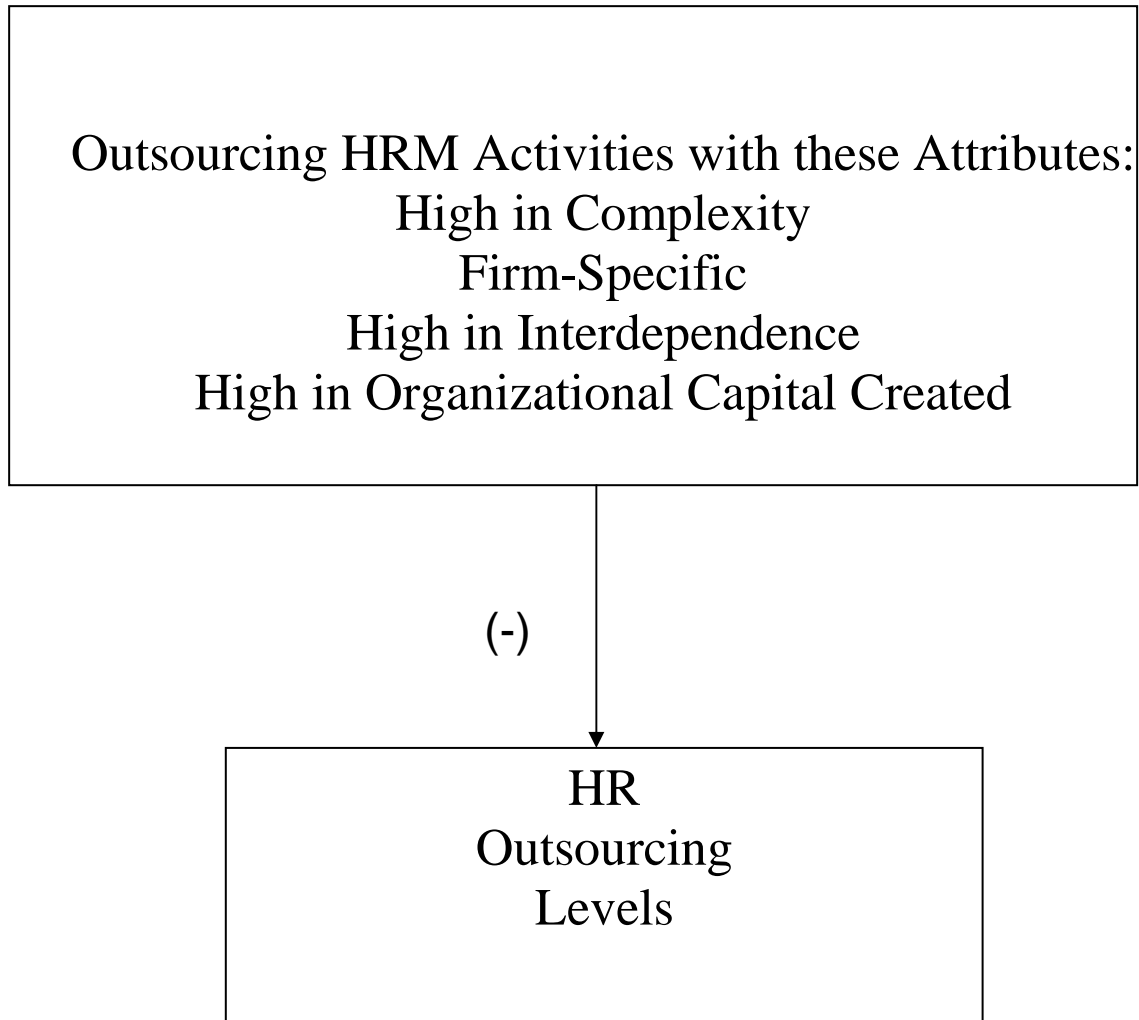 Outsourcing HRM Activities with these Attributes:
High in Complexity
Firm-Specific
High in Interdependence
High in Organizational Capital Created
(-)
HR
Outsourcing
Levels